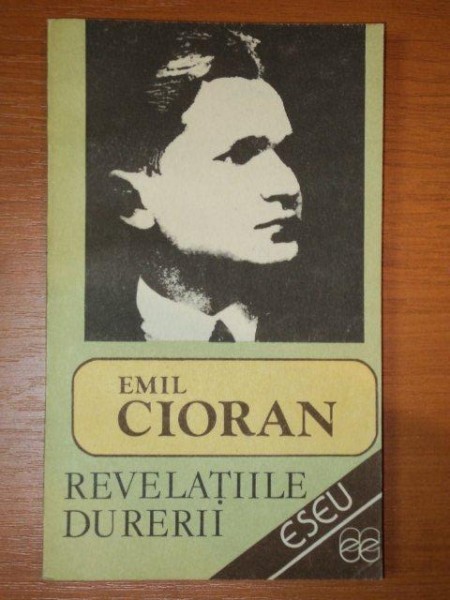 EMIL
CIORAN
REVELAȚIILE
DURERII
ESEU